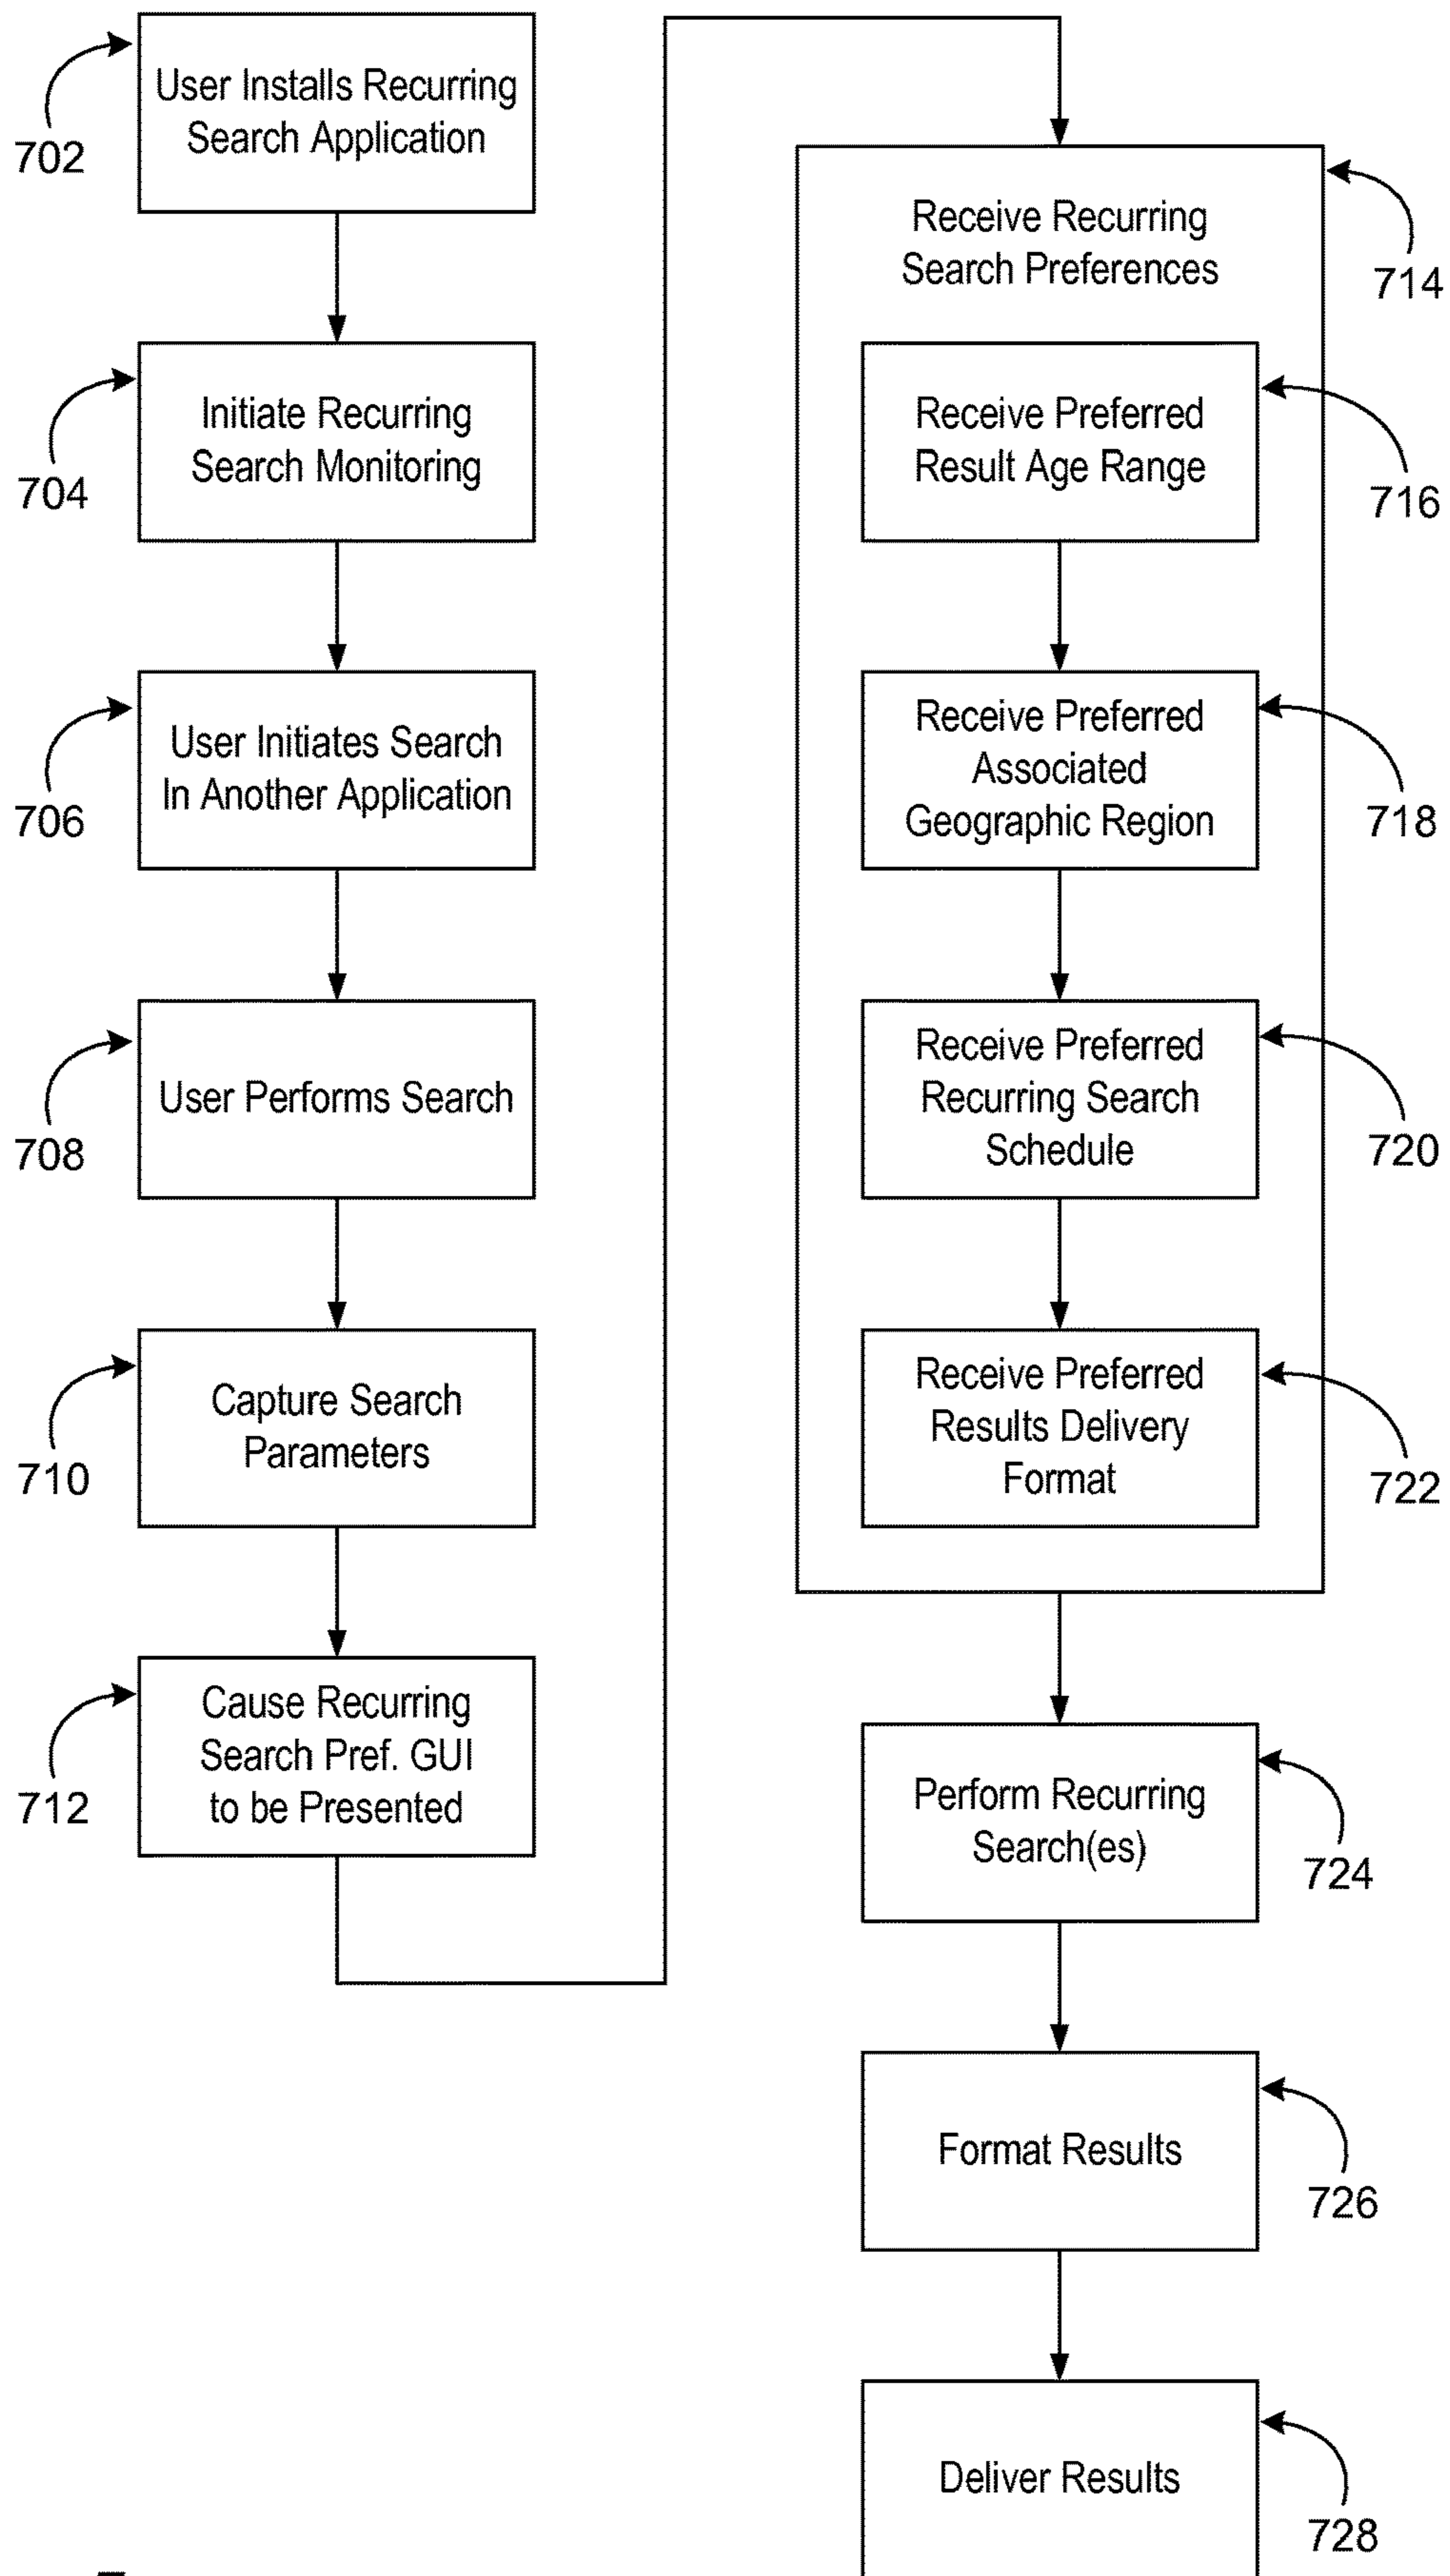 User Installs Recurring
Search Application
702
Initiate Recurring
Search Monitoring
704
User Initiates Search
In Another Application
706
User Performs Search
708
Capture Search
Parameters
710
Cause Recurring
Search Pref. GUI
to be Presented
712
Receive Recurring
Search Preferences
714
Receive Preferred
Result Age Range
716
Receive Preferred
Associated
Geographic Region
718
Receive Preferred
Recurring Search
Schedule
720
Receive Preferred
Results Delivery
Format
722
Perform Recurring
Search(es)
724
Format Results
726
Deliver Results
728